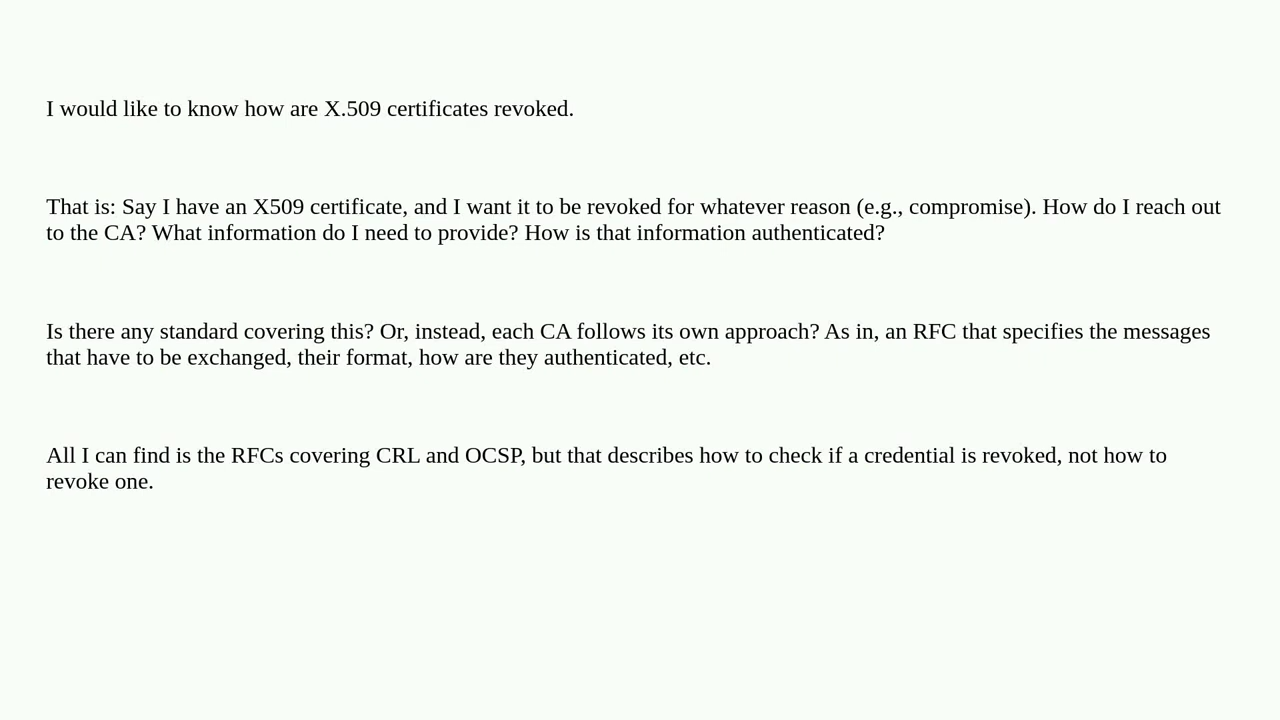 I would like to know how are X.509 certificates revoked.
That is: Say I have an X509 certificate, and I want it to be revoked for whatever reason (e.g., compromise). How do I reach out
to the CA? What information do I need to provide? How is that information authenticated?
Is there any standard covering this? Or, instead, each CA follows its own approach? As in, an RFC that specifies the messages
that have to be exchanged, their format, how are they authenticated, etc.
All I can find is the RFCs covering CRL and OCSP, but that describes how to check if a credential is revoked, not how to
revoke one.